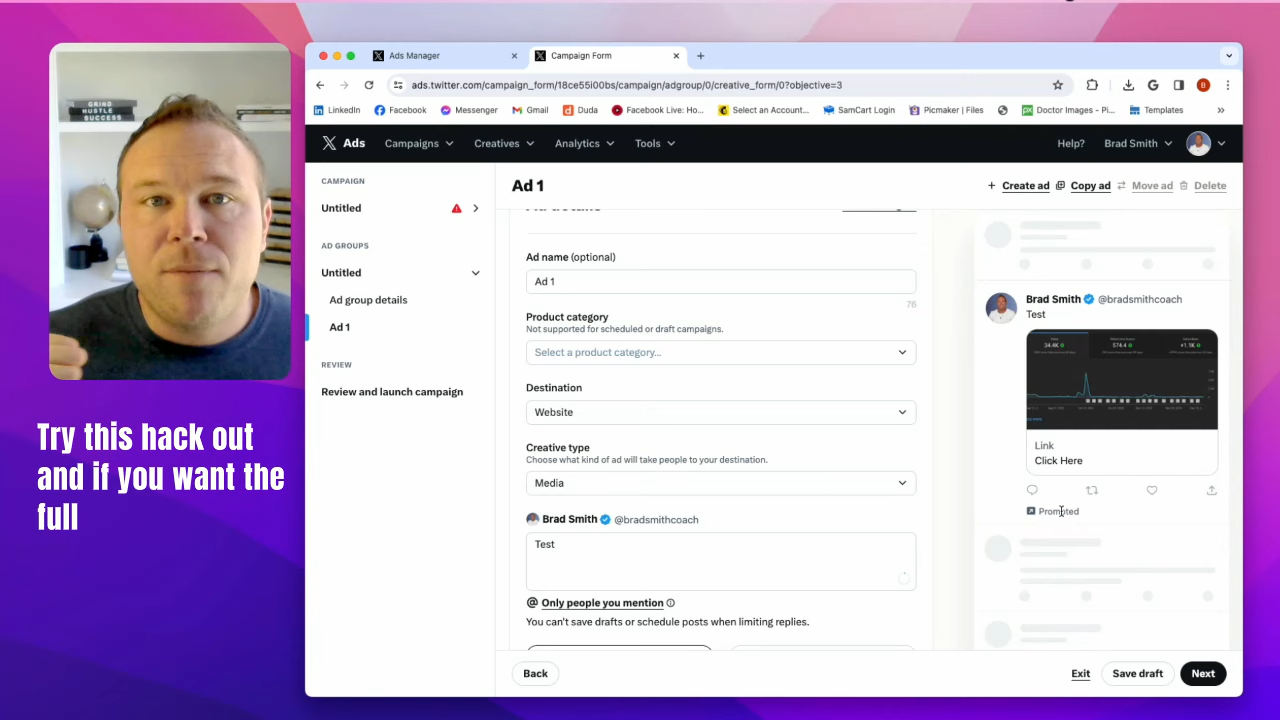 GRIND
HUSTLE
SUCCESS
Try this hack out
and if you want the
full
Ads Manager
Campaign Form
ads.twitter.com/campaign_form/18ce55i00bs/campaign/adgroup/0/creative_form/0?objective=3
LinkedIn
Facebook
Messenger
Gmail
Duda
Facebook Live: Ho...
Select an Account...
SamCart Login
Picmaker | Files
Doctor Images - Pi...
Templates
Ads
Campaigns
Creatives
Analytics
Tools
Help?
Brad Smith
CAMPAIGN
Untitled
AD GROUPS
Untitled
Ad group details
Ad 1
REVIEW
Review and launch campaign
Ad 1
Create ad
Copy ad
Move ad
Delete
Ad name (optional)
Ad 1
76
Product category
Not supported for scheduled or draft campaigns.
Select a product category...
Destination
Website
Creative type
Choose what kind of ad will take people to your destination.
Media
Brad Smith @bradsmithcoach
Test
@ Only people you mention
You can't save drafts or schedule posts when limiting replies.
Back
Exit
Save draft
Next
Brad Smith @bradsmithcoach
Test
Link
Click Here
Promoted